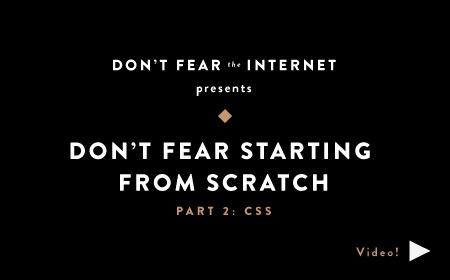 DON'T FEAR the INTERNET
presents
DON'T FEAR STARTING
FROM SCRATCH
PART 2: CSS
Video!